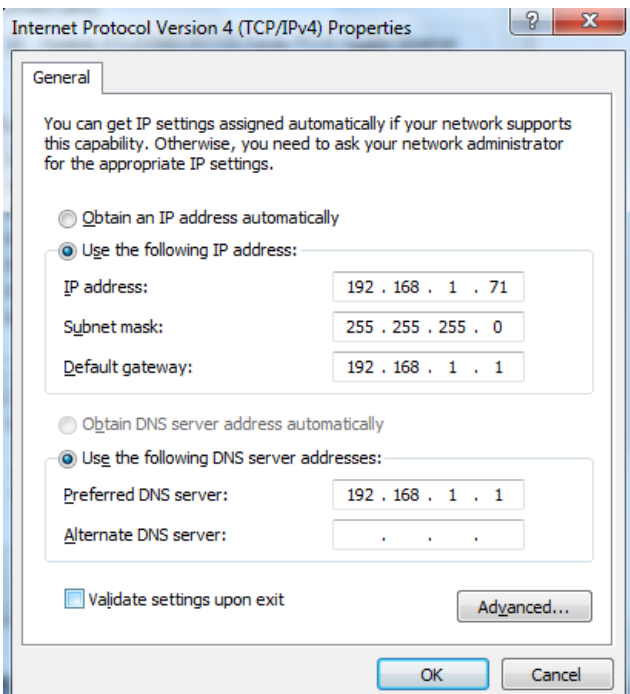 Internet Protocol Version 4 (TCP/IPv4) Properties
General
You can get IP settings assigned automatically if your network supports
this capability. Otherwise, you need to ask your network administrator
for the appropriate IP settings.
Obtain an IP address automatically
Use the following IP address:
IP address: 192 . 168 . 1 . 71
Subnet mask: 255 . 255 . 255 . 0
Default gateway: 192 . 168 . 1 . 1
Obtain DNS server address automatically
Use the following DNS server addresses:
Preferred DNS server: 192 . 168 . 1 . 1
Alternate DNS server: . . .
Validate settings upon exit
Advanced...
OK Cancel